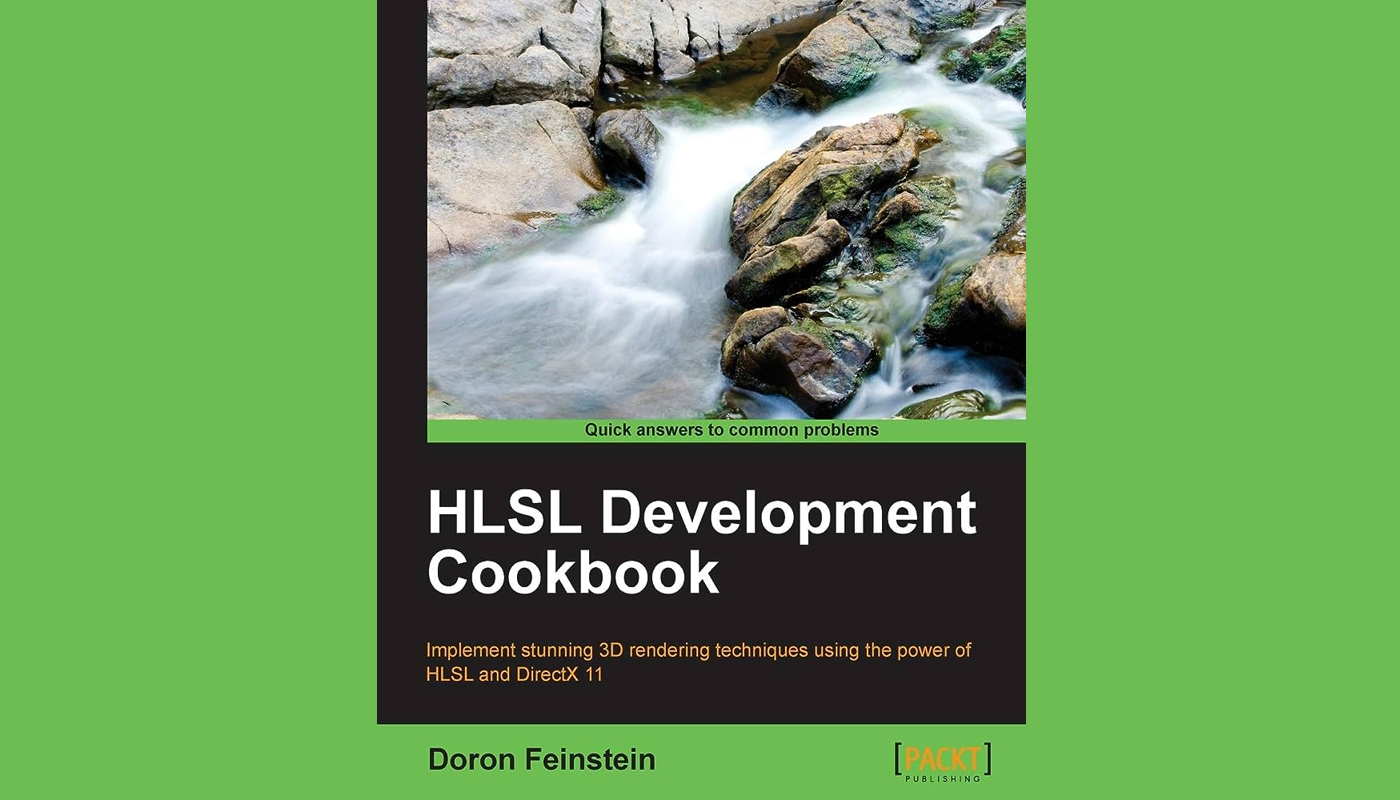 Quick answers to common problems
HLSL Development
Cookbook
Implement stunning 3D rendering techniques using the power of
HLSL and DirectX 11
Doron Feinstein
[PACKT]
PUBLISHING